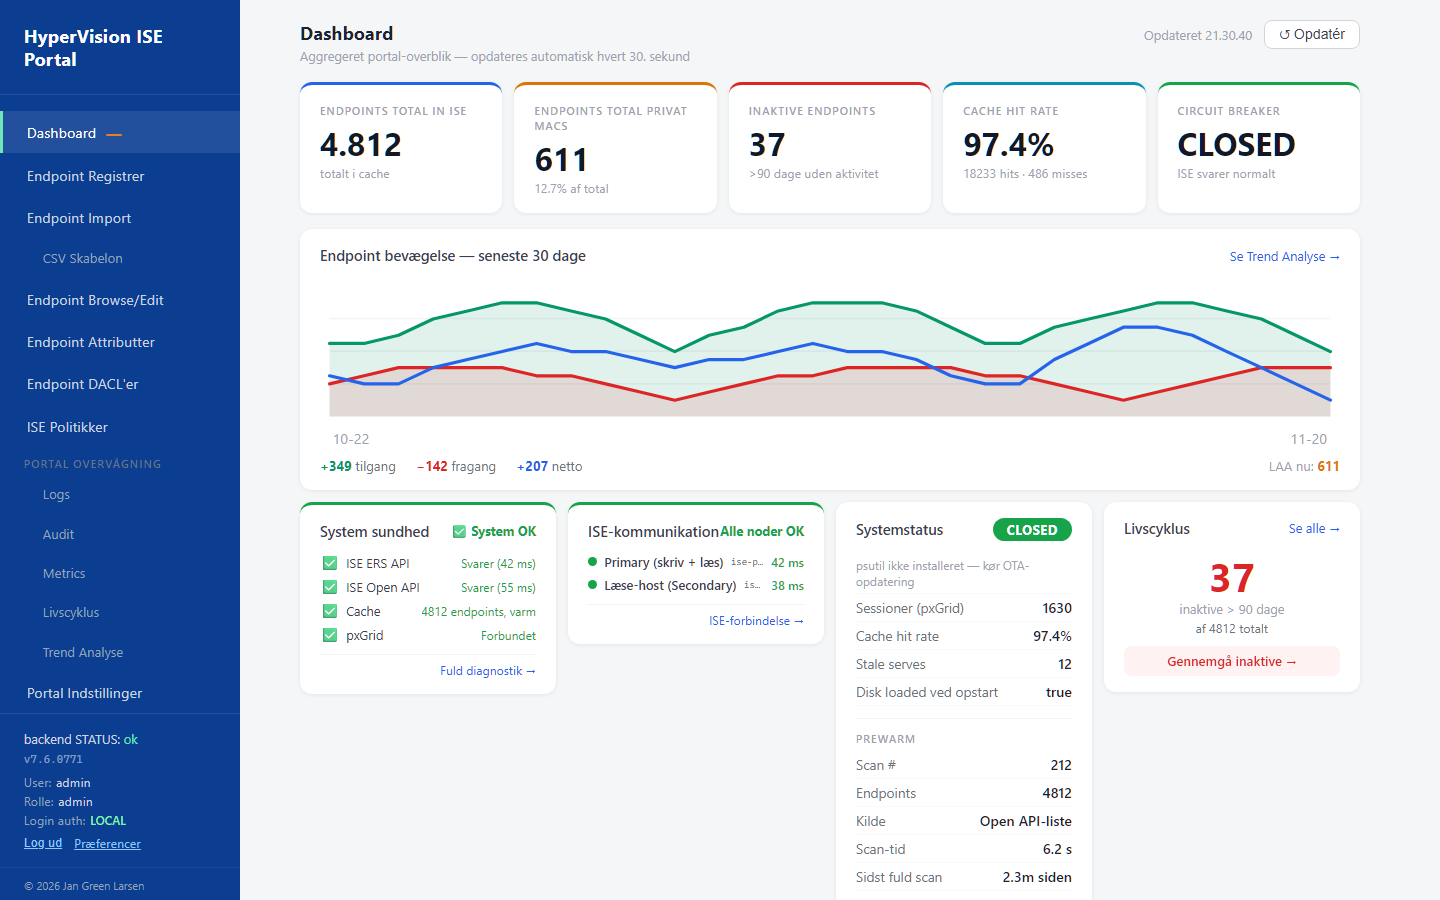 HyperVision ISE
Portal
Dashboard —
Endpoint Registrer
Endpoint Import
CSV Skabelon
Endpoint Browse/Edit
Endpoint Attributter
Endpoint DACL'er
ISE Politikker
PORTAL OVERVÅGNING
Logs
Audit
Metrics
Livscyklus
Trend Analyse
Portal Indstillinger
backend STATUS: ok
v7.6.0771
User: admin
Rolle: admin
Login auth: LOCAL
Log ud Præferencer
© 2026 Jan Green Larsen
Dashboard
Aggregeret portal-overblik — opdateres automatisk hvert 30. sekund
Opdateret 21.30.40
↺ Opdatér
ENDPOINTS TOTAL IN ISE
4.812
totalt i cache
ENDPOINTS TOTAL PRIVAT
MACS
611
12.7% af total
INAKTIVE ENDPOINTS
37
>90 dage uden aktivitet
CACHE HIT RATE
97.4%
18233 hits · 486 misses
CIRCUIT BREAKER
CLOSED
ISE svarer normalt
Endpoint bevægelse — seneste 30 dage
Se Trend Analyse →
10-22
11-20
+349 tilgang −142 fragang +207 netto
LAA nu: 611
System sundhed ✅ System OK
✅ ISE ERS API Svarer (42 ms)
✅ ISE Open API Svarer (55 ms)
✅ Cache 4812 endpoints, varm
✅ pxGrid Forbundet
Fuld diagnostik →
ISE-kommunikation Alle noder OK
Primary (skriv + læs) ise-p… 42 ms
Læse-host (Secondary) is… 38 ms
ISE-forbindelse →
Systemstatus CLOSED
psutil ikke installeret — kør OTA-
opdatering
Sessioner (pxGrid) 1630
Cache hit rate 97.4%
Stale serves 12
Disk loaded ved opstart true
PREWARM
Scan # 212
Endpoints 4812
Kilde Open API-liste
Scan-tid 6.2 s
Sidst fuld scan 2.3m siden
Livscyklus Se alle →
37
inaktive > 90 dage
af 4812 totalt
Gennemgå inaktive →